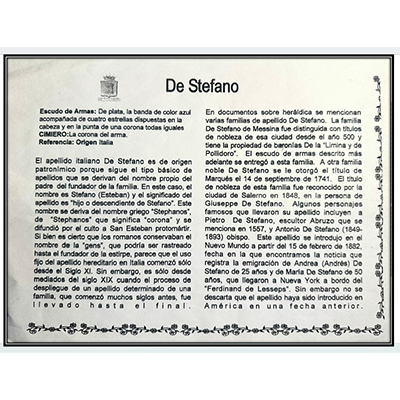 De Stefano
Escudo de Armas: De plata, la banda de color azul
acompañada de cuatro estrellas dispuestas en la
cabeza y en la punta de una corona todas iguales
CIMIERO:La corona del arma.
Referencia: Origen Italia
El apellido italiano De Stefano es de origen
patronímico porque sigue el tipo básico de
apellidos que se derivan del nombre propio del
padre del fundador de la familia. En este caso, el
nombre es Stefano (Esteban) y el significado del
apellido es "hijo o descendiente de Stefano". Este
nombre se deriva del nombre griego "Stephanos",
de "Stephanos" que significa "corona" y se
difundió por el culto a San Esteban protomártir.
Si bien es cierto que los romanos conservaban el
nombre de la "gens", que podría ser rastreado
hasta el fundador de la estirpe, parece que el uso
fijo del apellido hereditario en Italia comenzó sólo
desde el Siglo XI. Sin embargo, es sólo desde
mediados del siglo XIX cuando el proceso de
despliegue de un apellido determinado de una
familia, que comenzó muchos siglos antes, fue
llevado hasta el final.
En documentos sobre heráldica se mencionan
varias familias de apellido De Stefano. La familia
De Stefano de Messina fue distinguida con títulos
de nobleza de esa ciudad desde el año 500 y
tiene la propiedad de baronías De la "Limina y de
Pollidoro". El escudo de armas descrito más
adelante se entregó a esta familia. A otra familia
noble De Stefano se le otorgó el título de
Marqués el 14 de septiembre de 1741. El título
de nobleza de esta familia fue reconocido por la
ciudad de Salerno en 1848, en la persona de
Giuseppe De Stefano. Algunos personajes
famosos que llevaron su apellido incluyen a
Pietro De Stefano, escultor Abruzo que se
menciona en 1557, y Antonio De Stefano (1849-
1893) obispo. Este apellido se introdujo en el
Nuevo Mundo a partir del 15 de febrero de 1882,
fecha en la que encontramos la noticia que
registra la emigración de Andrea (Andrés) De
Stefano de 25 años y de María De Stefano de 50
años, que llegaron a Nueva York a bordo del
"Ferdinand de Lesseps". Sin embargo no se
descarta que el apellido haya sido introducido en
América en una fecha anterior.